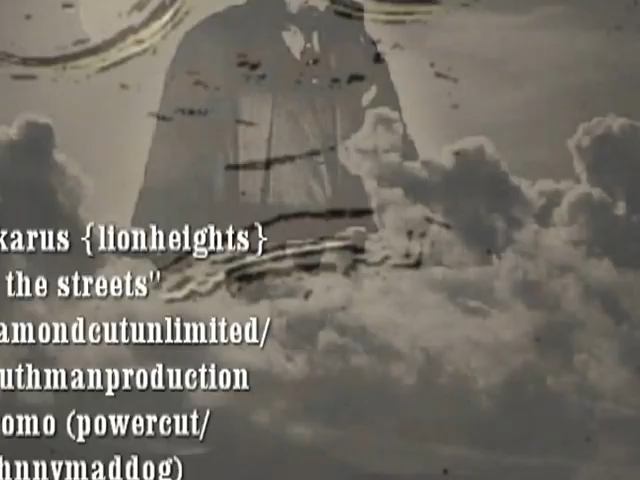 karus {lionheights}
the streets"
amondcutunlimited/
uthmanproduction
omo (powercut/
hnnymaddog)